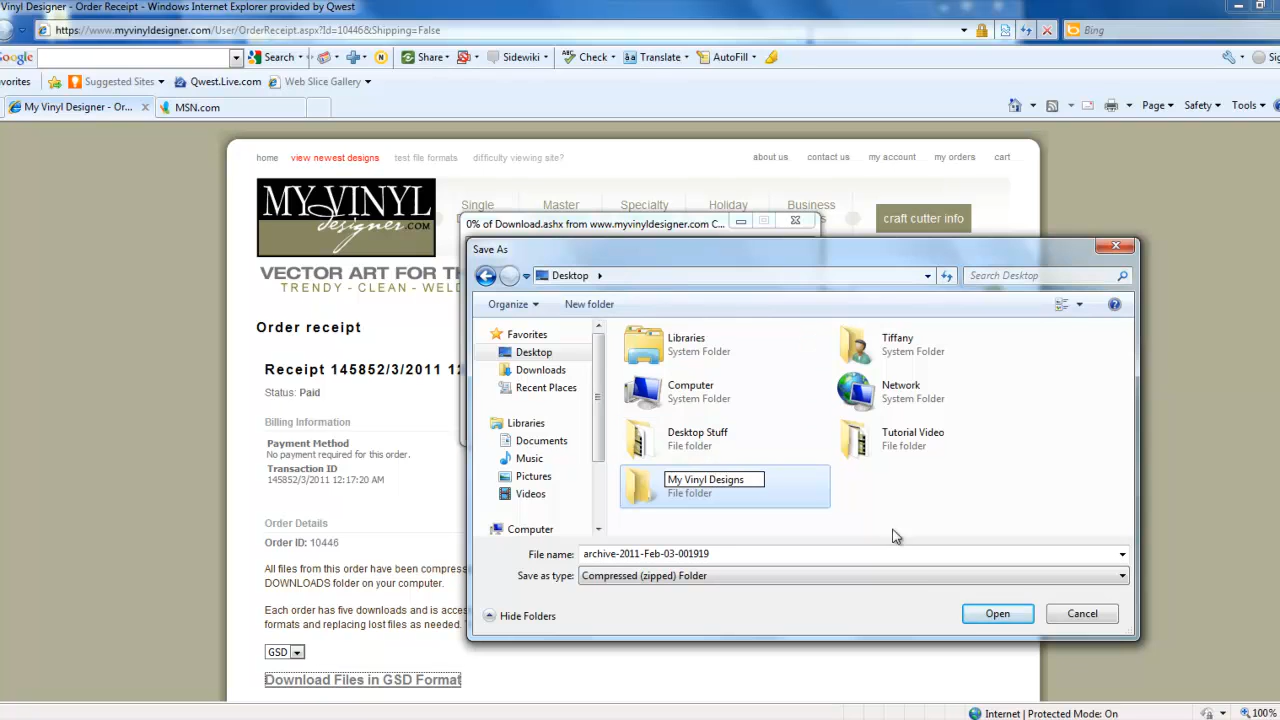 Vinyl Designer - Order Receipt - Windows Internet Explorer provided by Qwest
https://www.myvinyldesigner.com/User/OrderReceipt.aspx?Id=10446&Shipping=False
Bing
Google Search Share Sidewiki Check Translate AutoFill
Suggested Sites Qwest.Live.com Web Slice Gallery
My Vinyl Designer - Or... MSN.com Page Safety Tools
home view newest designs test file formats difficulty viewing site? about us contact us my account my orders cart
MY VINYL
designer.COM
Single Master Specialty Holiday Business
craft cutter info
0% of Download.ashx from www.myvinyldesigner.com C...
VECTOR ART FOR TH
TRENDY - CLEAN - WELD
Save As
Desktop
Search Desktop
Organize New folder
Favorites
Desktop
Downloads
Recent Places
Libraries
Documents
Music
Pictures
Videos
Computer
Libraries
System Folder
Tiffany
System Folder
Computer
System Folder
Network
System Folder
Desktop Stuff
File folder
Tutorial Video
File folder
My Vinyl Designs
File folder
File name: archive-2011-Feb-03-001919
Save as type: Compressed (zipped) Folder
Hide Folders Open Cancel
Order receipt
Receipt 145852/3/2011 12
Status: Paid
Billing Information
Payment Method
No payment required for this order.
Transaction ID
145852/3/2011 12:17:20 AM
Order Details
Order ID: 10446
All files from this order have been compres
DOWNLOADS folder on your computer.
Each order has five downloads and is acces
formats and replacing lost files as needed.
GSD
Download Files in GSD Format
Internet | Protected Mode: On 100%